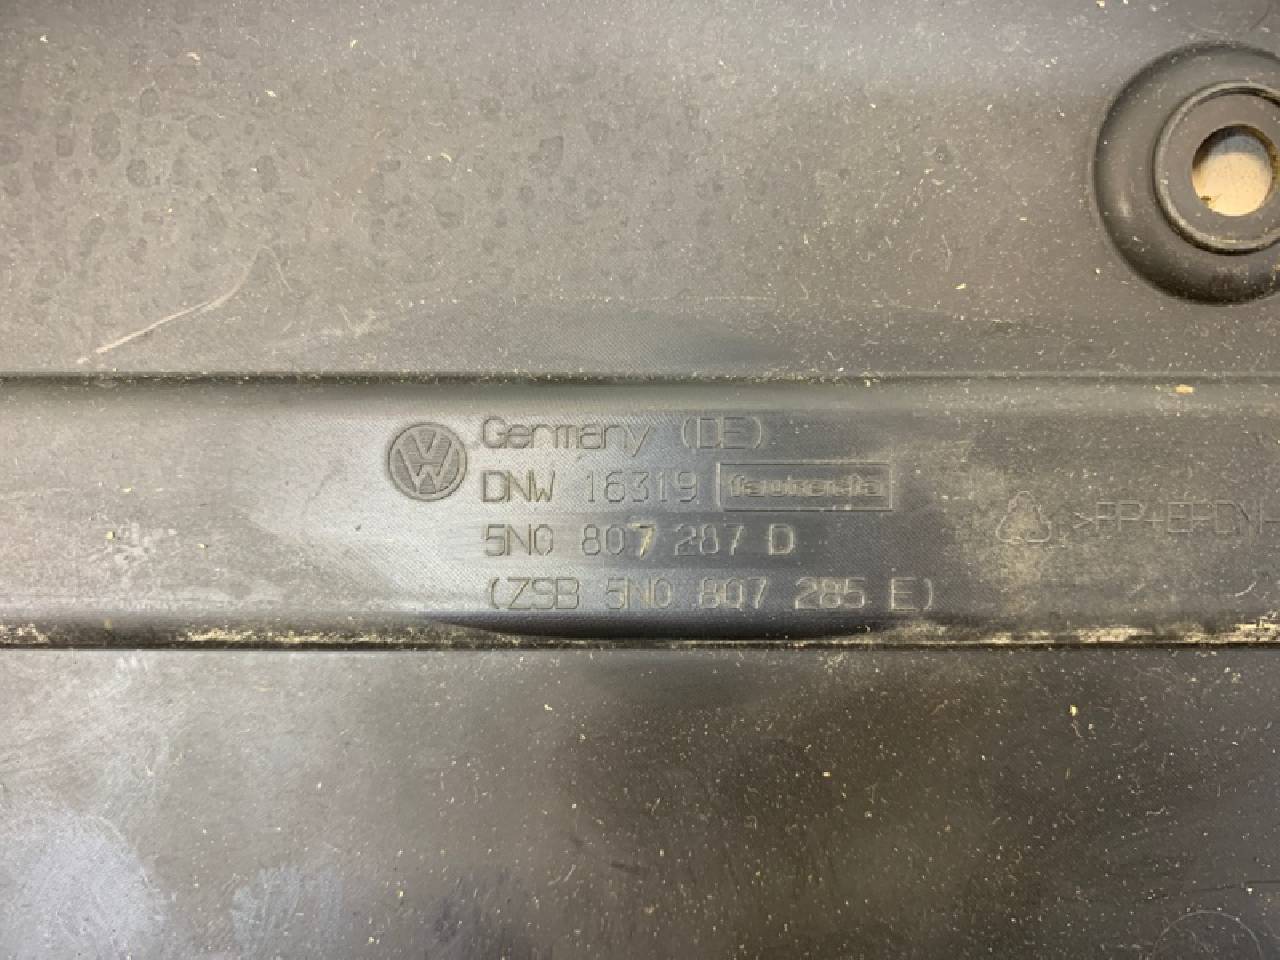 Germany (DE)
DNW 16319
5N0 807 287 D
(ZSB 5N0 807 285 E)